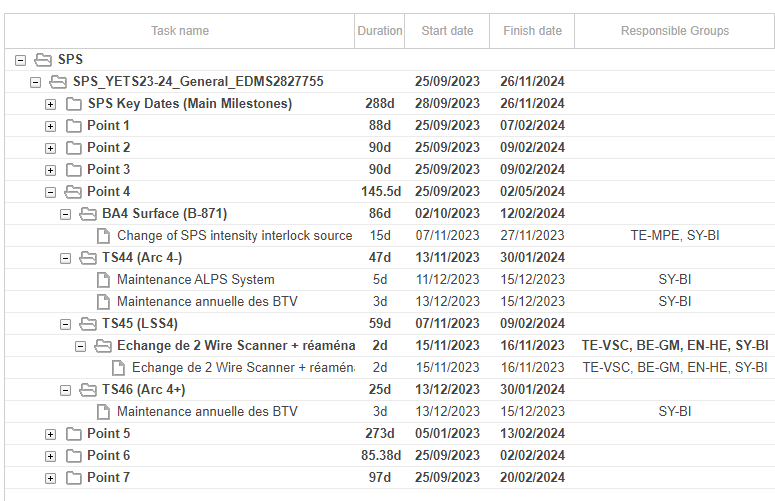 Task name Duration Start date Finish date Responsible Groups
SPS
SPS_YETS23-24_General_EDMS2827755 25/09/2023 26/11/2024
SPS Key Dates (Main Milestones) 288d 28/09/2023 26/11/2024
Point 1 88d 25/09/2023 07/02/2024
Point 2 90d 25/09/2023 09/02/2024
Point 3 90d 25/09/2023 09/02/2024
Point 4 145.5d 25/09/2023 02/05/2024
BA4 Surface (B-871) 86d 02/10/2023 12/02/2024
Change of SPS intensity interlock source 15d 07/11/2023 27/11/2023 TE-MPE, SY-BI
TS44 (Arc 4-) 47d 13/11/2023 30/01/2024
Maintenance ALPS System 5d 11/12/2023 15/12/2023 SY-BI
Maintenance annuelle des BTV 3d 13/12/2023 15/12/2023 SY-BI
TS45 (LSS4) 59d 07/11/2023 09/02/2024
Echange de 2 Wire Scanner + réaména 2d 15/11/2023 16/11/2023 TE-VSC, BE-GM, EN-HE, SY-BI
Echange de 2 Wire Scanner + réamén 2d 15/11/2023 16/11/2023 TE-VSC, BE-GM, EN-HE, SY-BI
TS46 (Arc 4+) 25d 13/12/2023 30/01/2024
Maintenance annuelle des BTV 3d 13/12/2023 15/12/2023 SY-BI
Point 5 273d 05/01/2023 13/02/2024
Point 6 85.38d 25/09/2023 02/02/2024
Point 7 97d 25/09/2023 20/02/2024